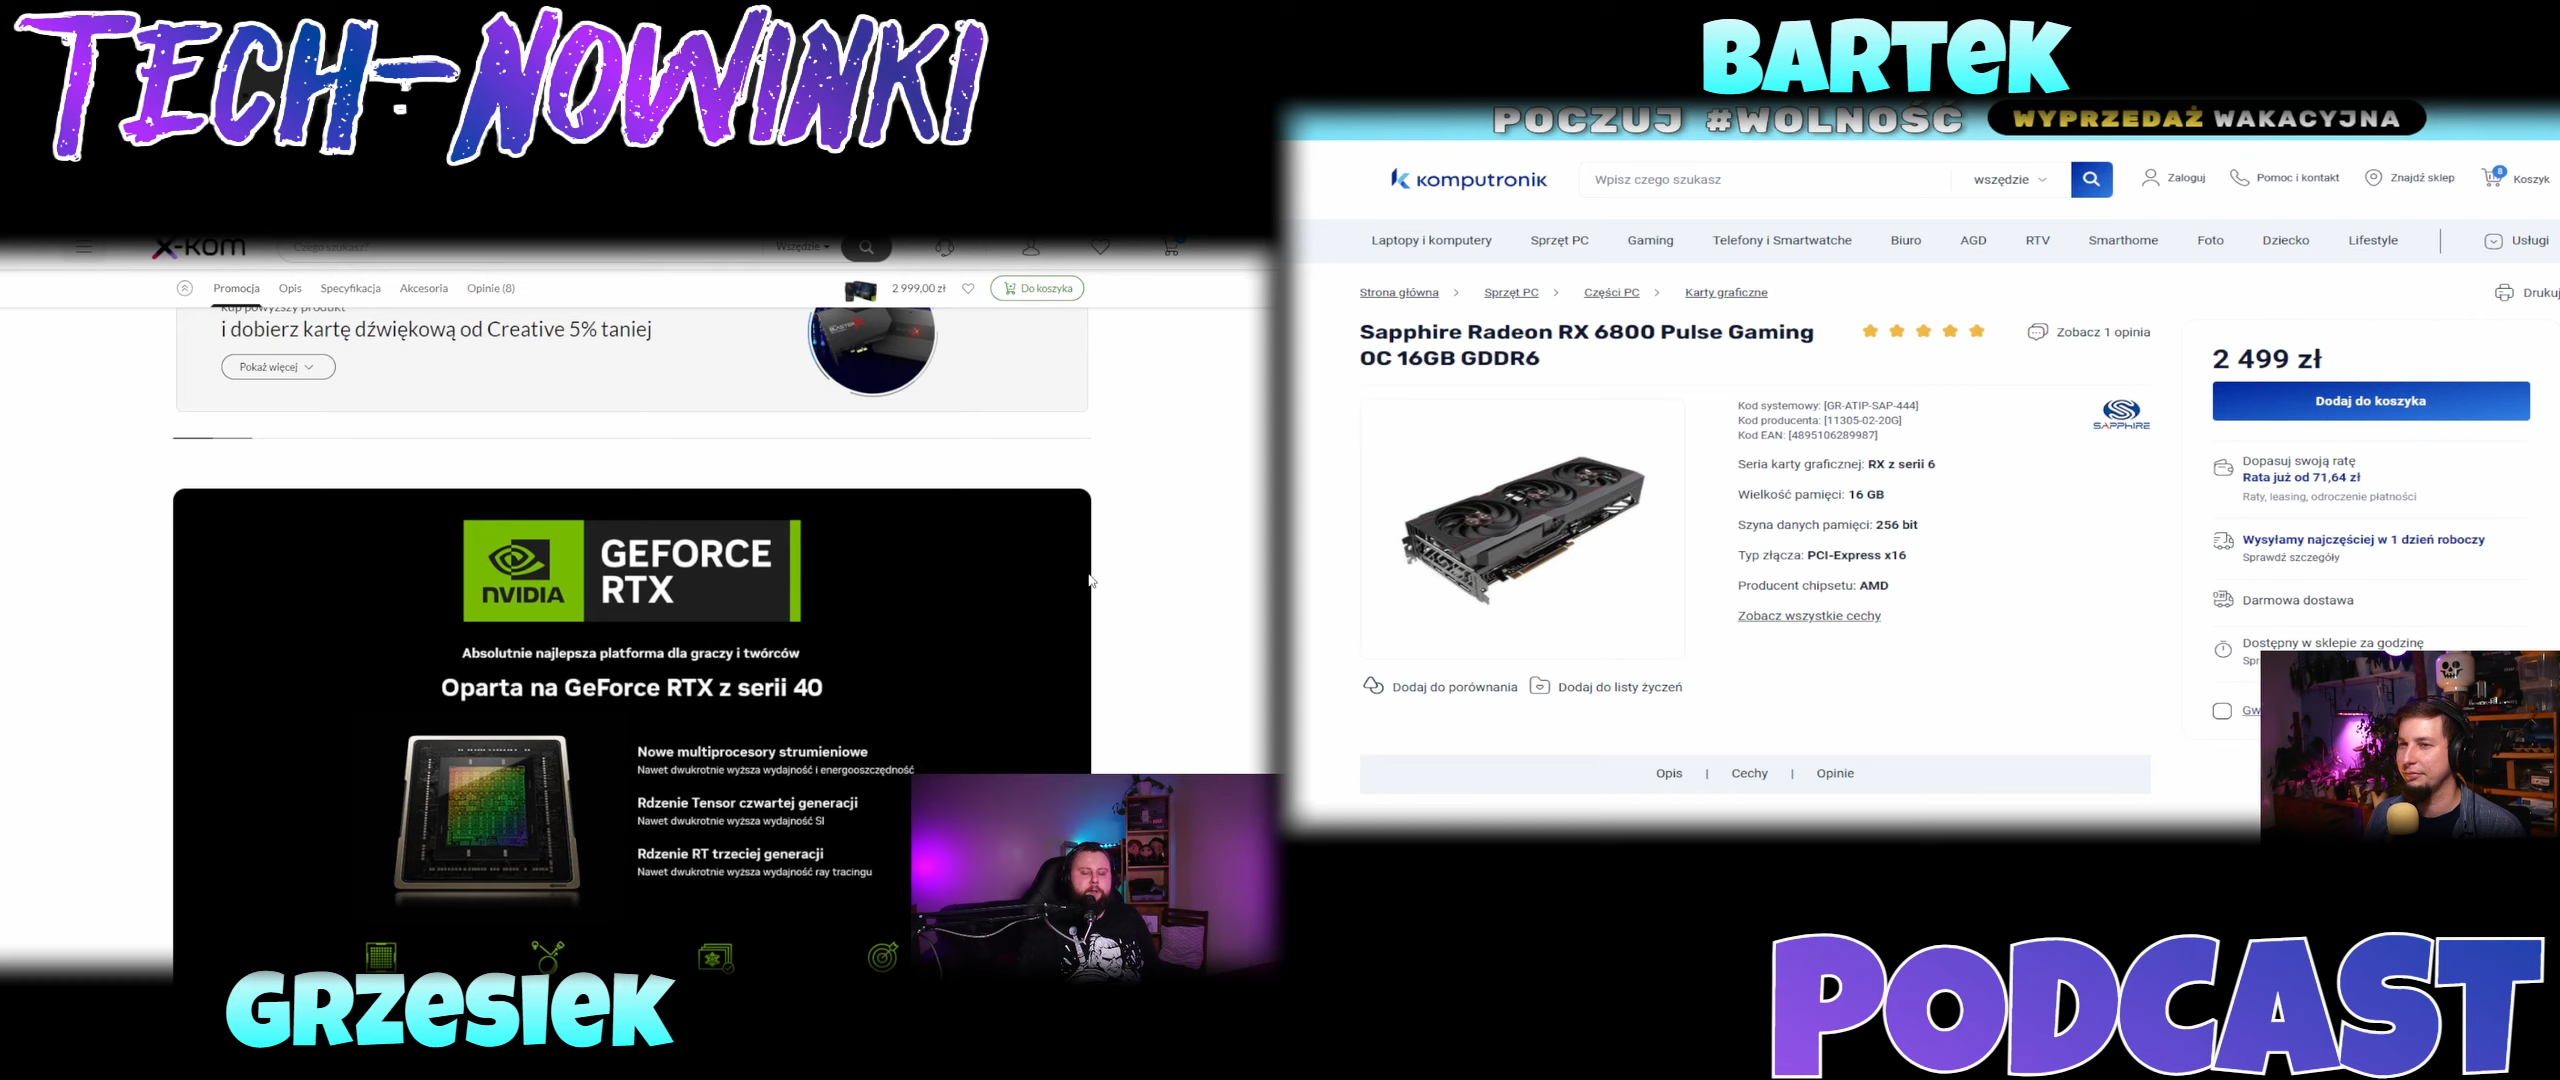 TECH-NOWINKI
BARTEK
POCZUJ #WOLNOŚĆ
WYPRZEDAŻ WAKACYJNA
x-kom
Czego szukasz?
Wszędzie
Promocja
Opis
Specyfikacja
Akcesoria
Opinie (8)
2 999,00 zł
Do koszyka
Kup powyższy produkt
i dobierz kartę dźwiękową od Creative 5% taniej
Pokaż więcej
NVIDIA
GEFORCE
RTX
Absolutnie najlepsza platforma dla graczy i twórców
Oparta na GeForce RTX z serii 40
Nowe multiprocesory strumieniowe
Nawet dwukrotnie wyższa wydajność i energooszczędność
Rdzenie Tensor czwartej generacji
Nawet dwukrotnie wyższa wydajność SI
Rdzenie RT trzeciej generacji
Nawet dwukrotnie wyższa wydajność ray tracingu
GRZESIEK
komputronik
Wpisz czego szukasz
wszędzie
Zaloguj
Pomoc i kontakt
Znajdź sklep
8
Koszyk
Laptopy i komputery
Sprzęt PC
Gaming
Telefony i Smartwatche
Biuro
AGD
RTV
Smarthome
Foto
Dziecko
Lifestyle
Usługi
Strona główna > Sprzęt PC > Części PC > Karty graficzne
Drukuj
Sapphire Radeon RX 6800 Pulse Gaming
OC 16GB GDDR6
Zobacz 1 opinia
Kod systemowy: [GR-ATIP-SAP-444]
Kod producenta: [11305-02-20G]
Kod EAN: [4895106289987]
SAPPHIRE
Seria karty graficznej: RX z serii 6
Wielkość pamięci: 16 GB
Szyna danych pamięci: 256 bit
Typ złącza: PCI-Express x16
Producent chipsetu: AMD
Zobacz wszystkie cechy
Dodaj do porównania
Dodaj do listy życzeń
Opis | Cechy | Opinie
2 499 zł
Dodaj do koszyka
Dopasuj swoją ratę
Rata już od 71,64 zł
Raty, leasing, odroczenie płatności
Wysyłamy najczęściej w 1 dzień roboczy
Sprawdź szczegóły
Darmowa dostawa
Dostępny w sklepie za godzinę
Spr
Gw
PODCAST